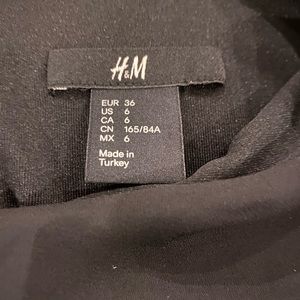 H&M
EUR 36
US 6
CA 6
CN 165/84A
MX 6
Made in
Turkey